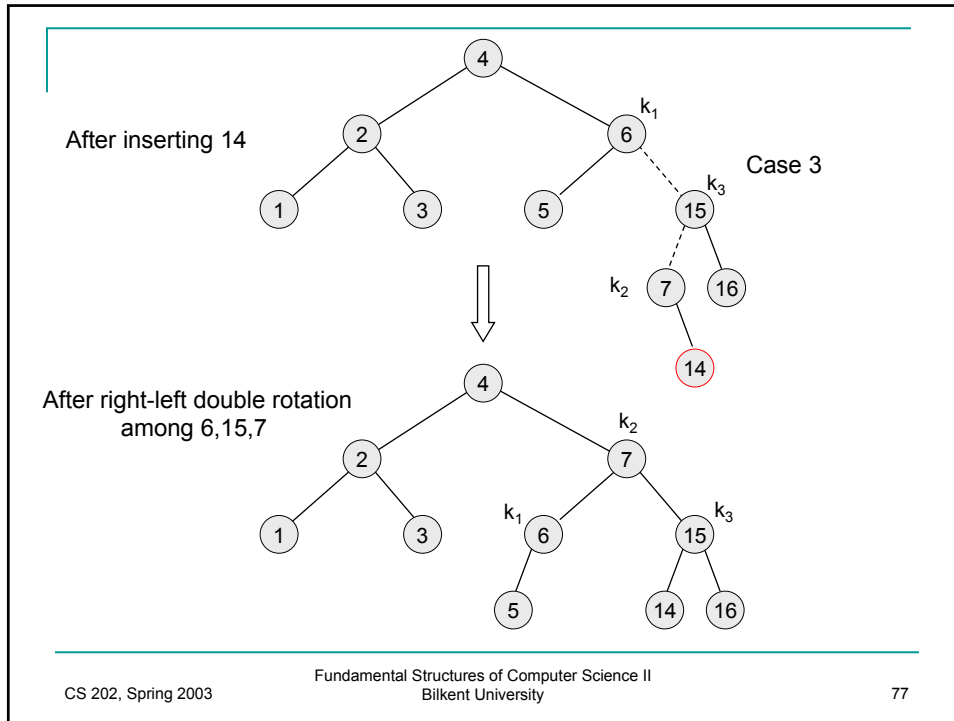 4
k1
2
6
After inserting 14
Case 3
k3
1
3
5
15
k2
7
16
14
4
After right-left double rotation
among 6,15,7
k2
2
7
k1
k3
1
3
6
15
5
14
16
CS 202, Spring 2003
Fundamental Structures of Computer Science II
Bilkent University
77